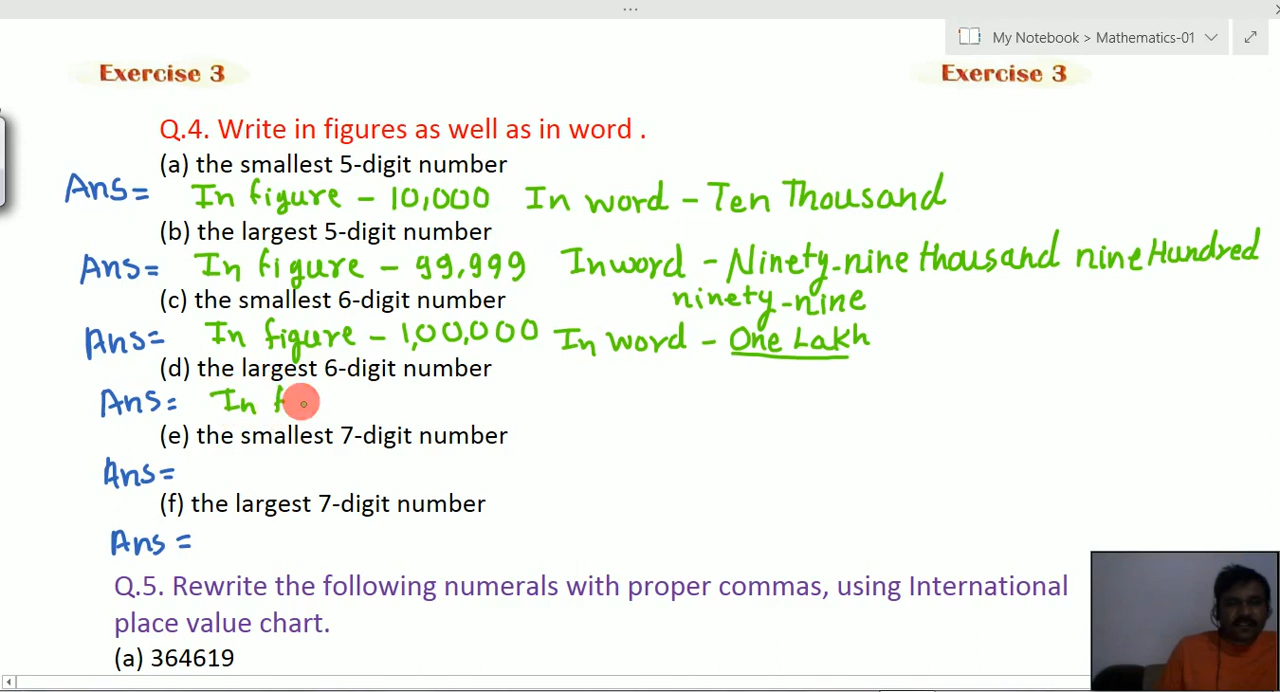 My Notebook > Mathematics-01
Exercise 3 Exercise 3
Q.4. Write in figures as well as in word .
(a) the smallest 5-digit number
Ans= In figure - 10,000 In word - Ten Thousand
(b) the largest 5-digit number
Ans= In figure - 99,999 In word - Ninety-nine thousand nine Hundred
ninety-nine
(c) the smallest 6-digit number
Ans= In figure - 1,00,000 In word - One Lakh
(d) the largest 6-digit number
Ans= In f
(e) the smallest 7-digit number
Ans=
(f) the largest 7-digit number
Ans =
Q.5. Rewrite the following numerals with proper commas, using International
place value chart.
(a) 364619